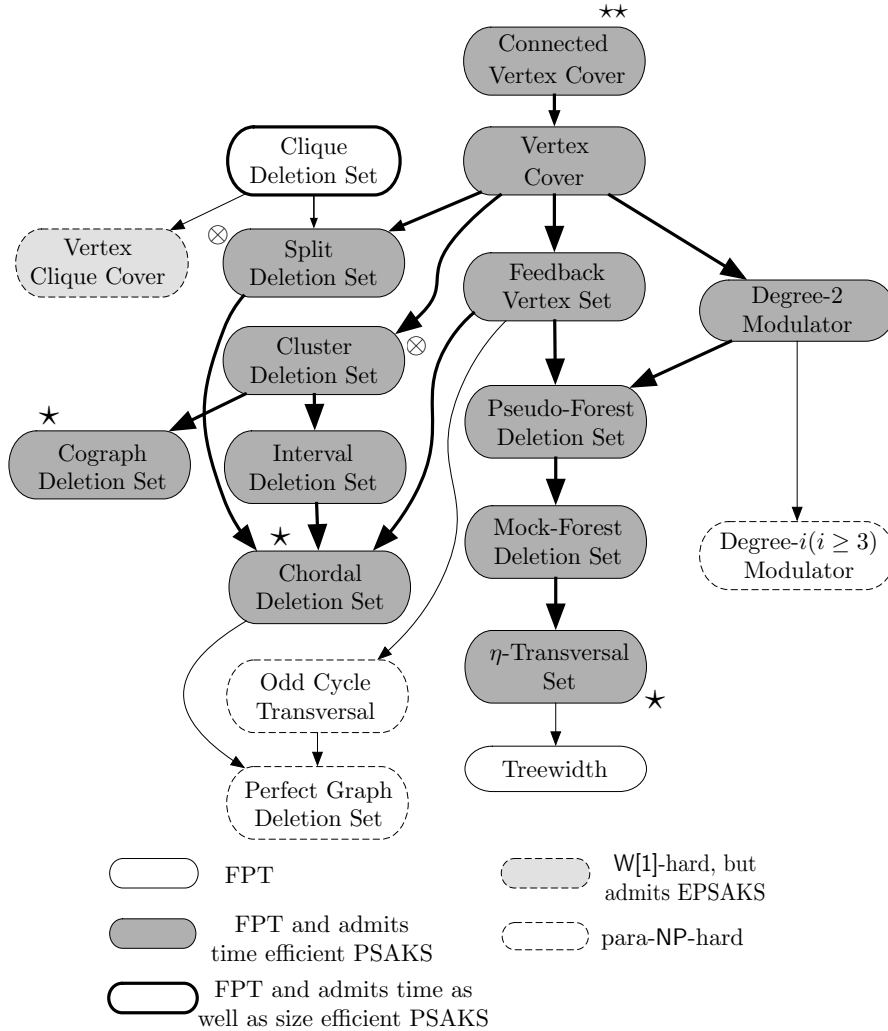 ⋆⋆
Connected
Vertex Cover
Clique
Deletion Set
Vertex
Cover
⊗
Vertex
Clique Cover
Split
Deletion Set
Feedback
Vertex Set
Degree-2
Modulator
Cluster
Deletion Set
⊗
⋆
Cograph
Deletion Set
Interval
Deletion Set
Pseudo-Forest
Deletion Set
⋆
Chordal
Deletion Set
Mock-Forest
Deletion Set
Degree-i(i ≥ 3)
Modulator
Odd Cycle
Transversal
η-Transversal
Set
⋆
Perfect Graph
Deletion Set
Treewidth
FPT
FPT and admits
time efficient PSAKS
FPT and admits time as
well as size efficient PSAKS
W[1]-hard, but
admits EPSAKS
para-NP-hard